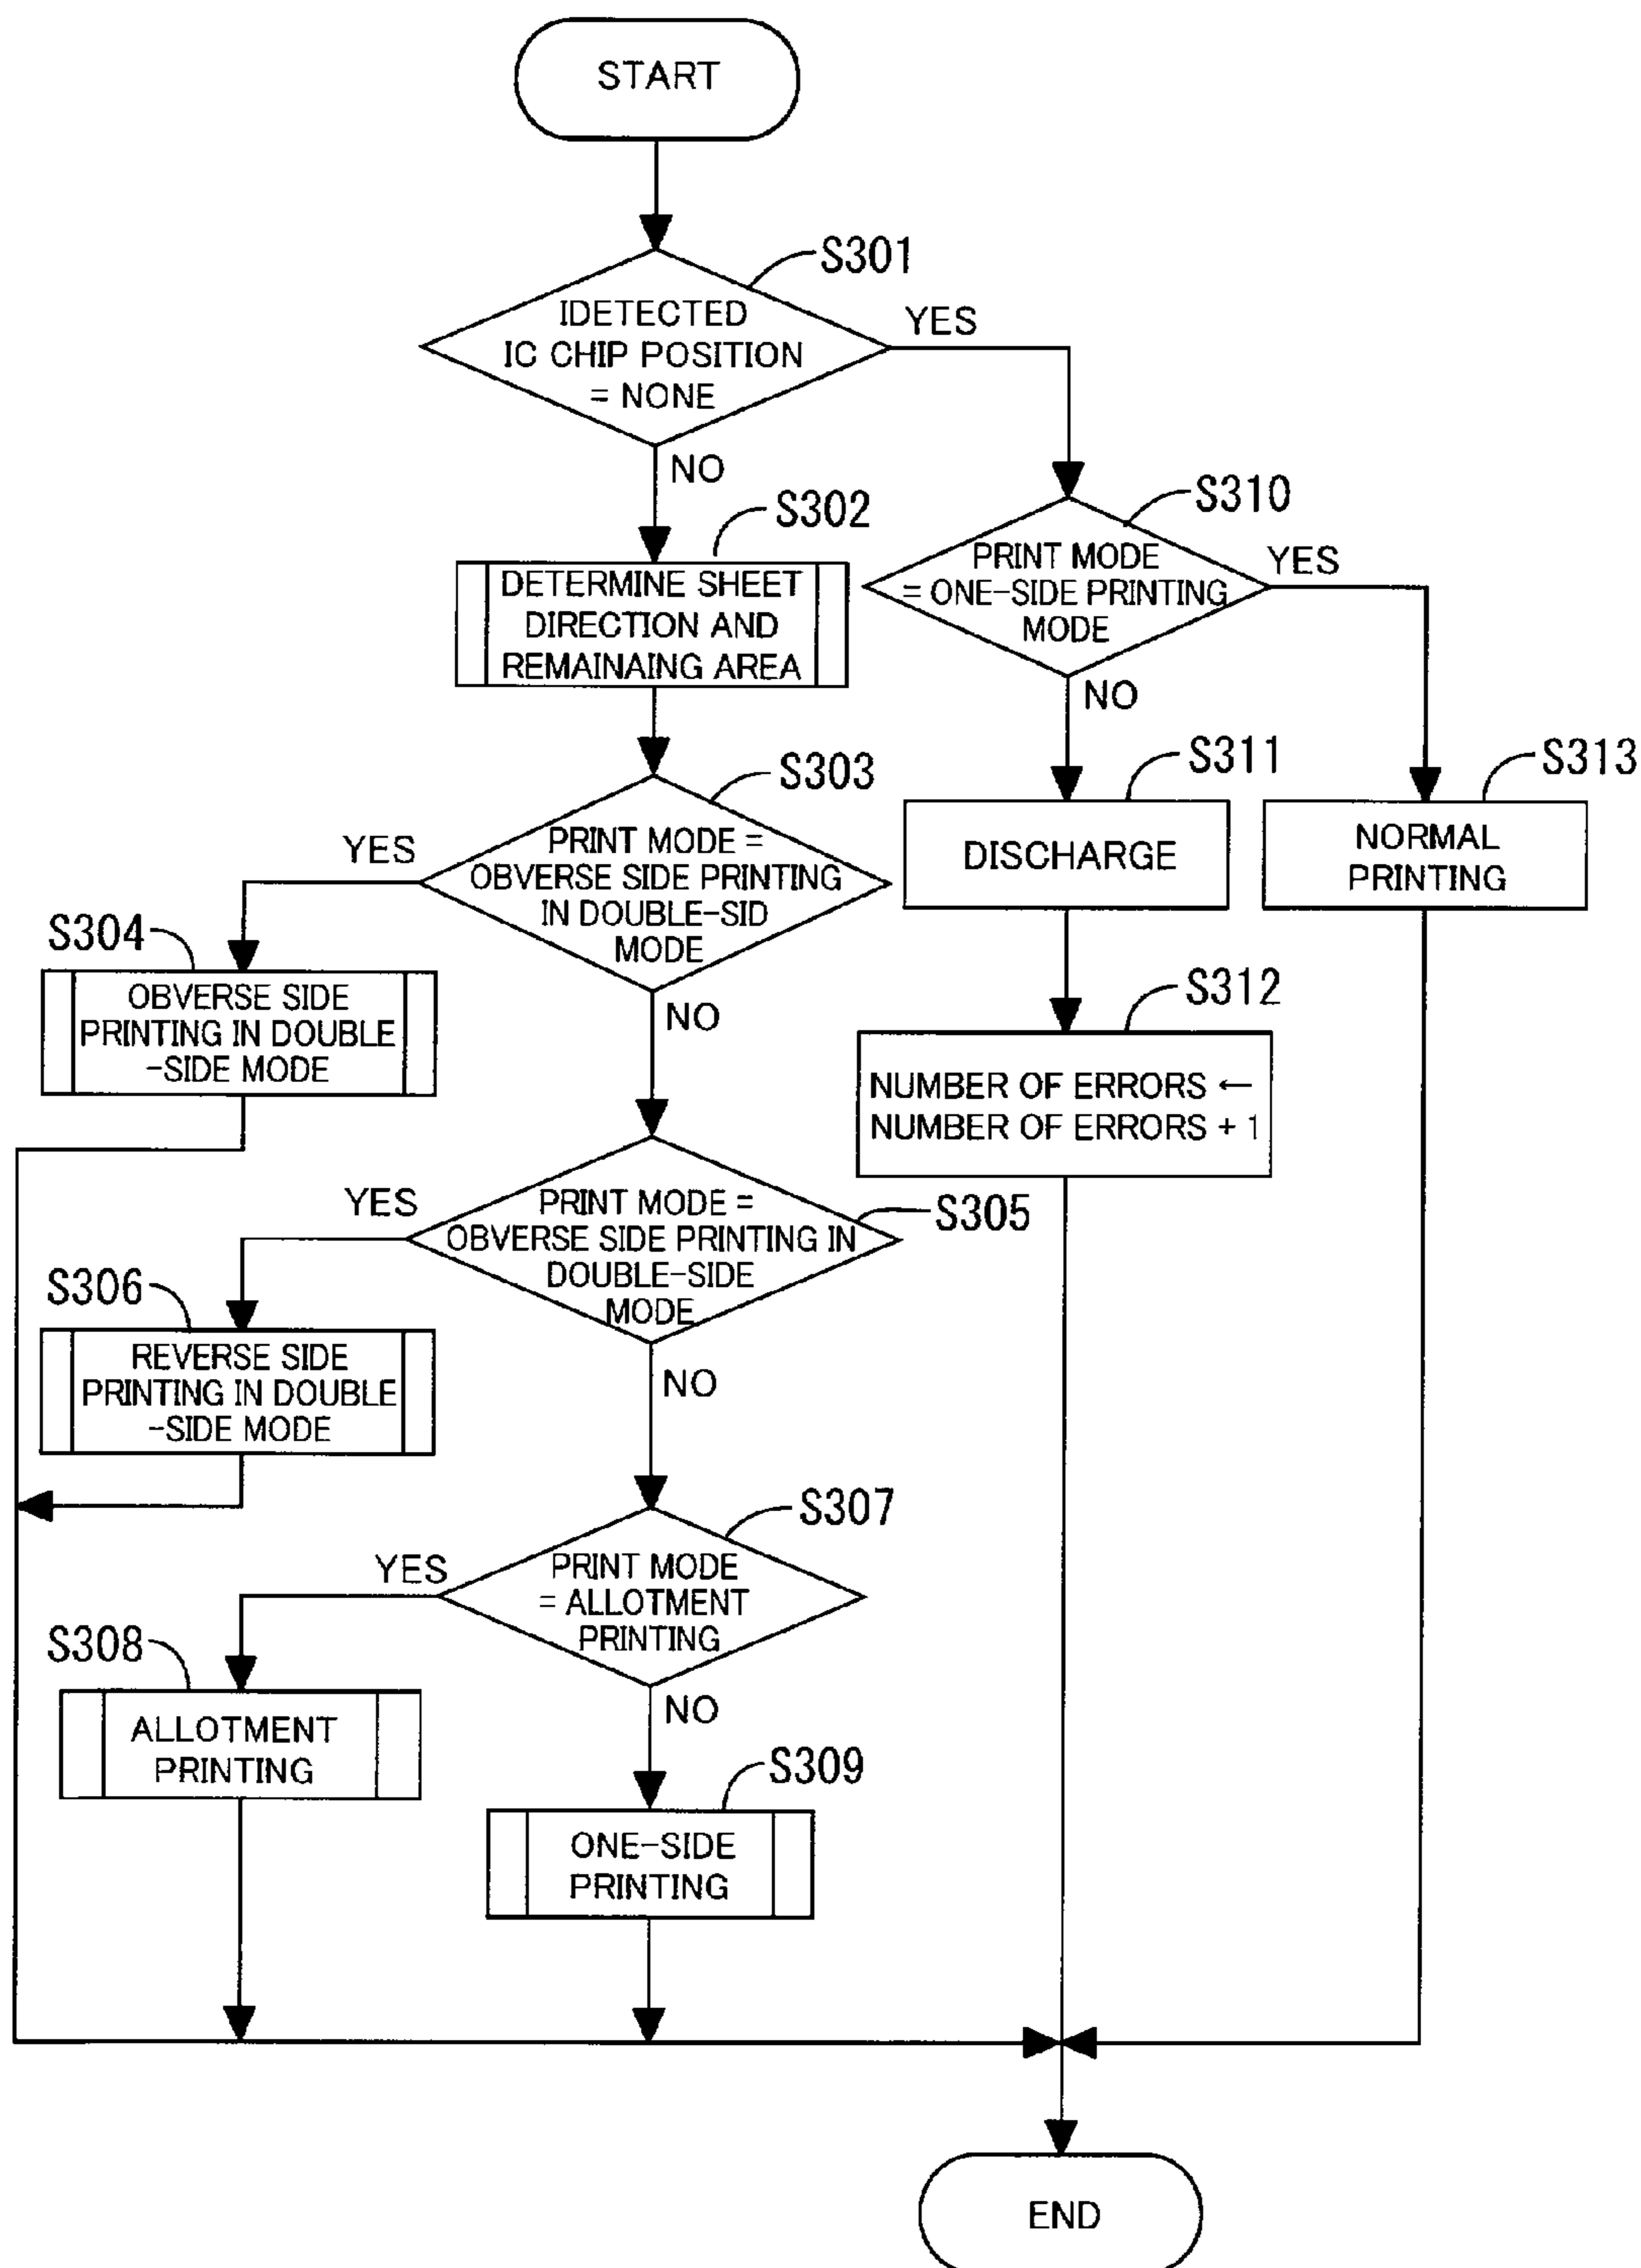 START
S301
IDETECTED
IC CHIP POSITION
= NONE
YES
NO
S302
DETERMINE SHEET
DIRECTION AND
REMAINAING AREA
S310
PRINT MODE
= ONE-SIDE PRINTING
MODE
YES
NO
S303
PRINT MODE =
OBVERSE SIDE PRINTING
IN DOUBLE-SID
MODE
YES
NO
S311
DISCHARGE
S313
NORMAL
PRINTING
S304
OBVERSE SIDE
PRINTING IN DOUBLE
-SIDE MODE
S312
NUMBER OF ERRORS ←
NUMBER OF ERRORS + 1
S305
PRINT MODE =
OBVERSE SIDE PRINTING IN
DOUBLE-SIDE
MODE
YES
NO
S306
REVERSE SIDE
PRINTING IN DOUBLE
-SIDE MODE
S307
PRINT MODE
= ALLOTMENT
PRINTING
YES
NO
S308
ALLOTMENT
PRINTING
S309
ONE-SIDE
PRINTING
END